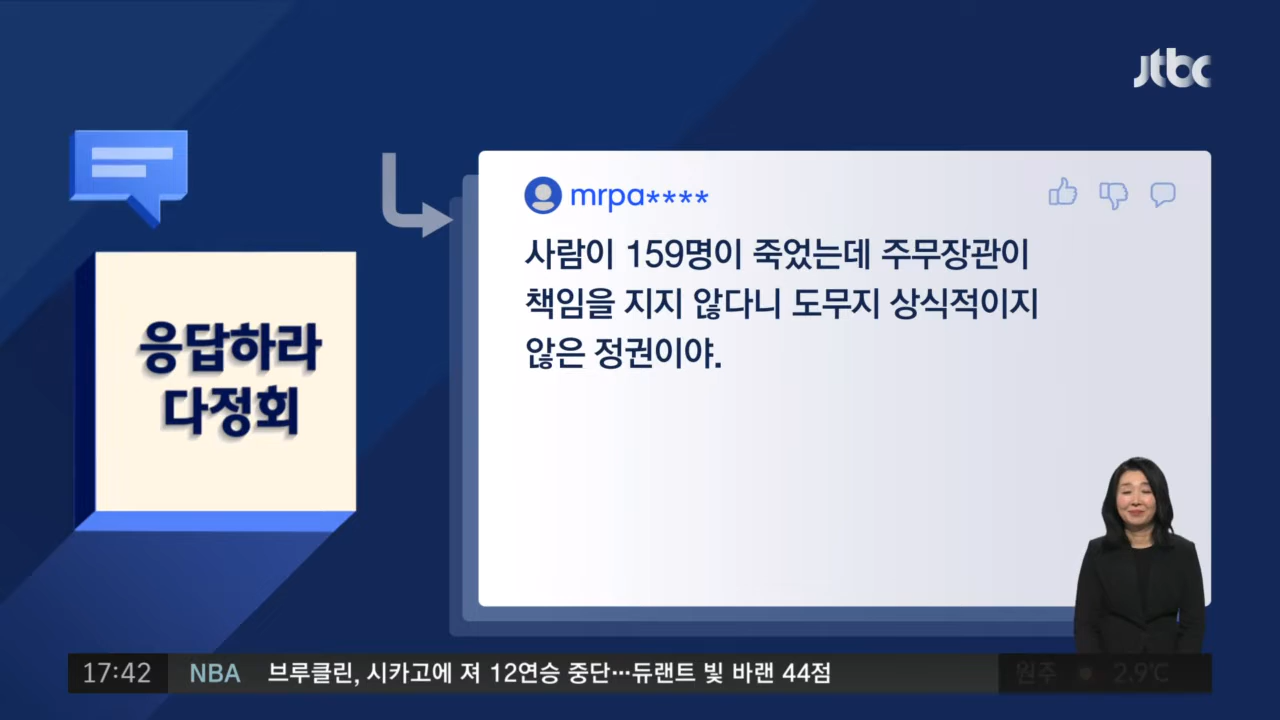 jtbc
mrpa****
사람이 159명이 죽었는데 주무장관이
책임을 지지 않다니 도무지 상식적이지
않은 정권이야.
응답하라
다정회
17:42 NBA 브루클린, 시카고에 져 12연승 중단…듀랜트 빛 바랜 44점 원주 2.9℃